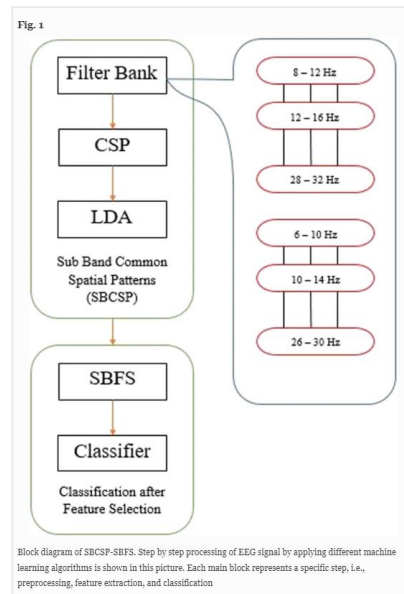 Fig. 1
Filter Bank
CSP
LDA
Sub Band Common
Spatial Patterns
(SBCSP)
SBFS
Classifier
Classification after
Feature Selection
8 – 12 Hz
12 – 16 Hz
28 – 32 Hz
6 – 10 Hz
10 – 14 Hz
26 – 30 Hz
Block diagram of SBCSP-SBFS. Step by step processing of EEG signal by applying different machine
learning algorithms is shown in this picture. Each main block represents a specific step, i.e.,
preprocessing, feature extraction, and classification